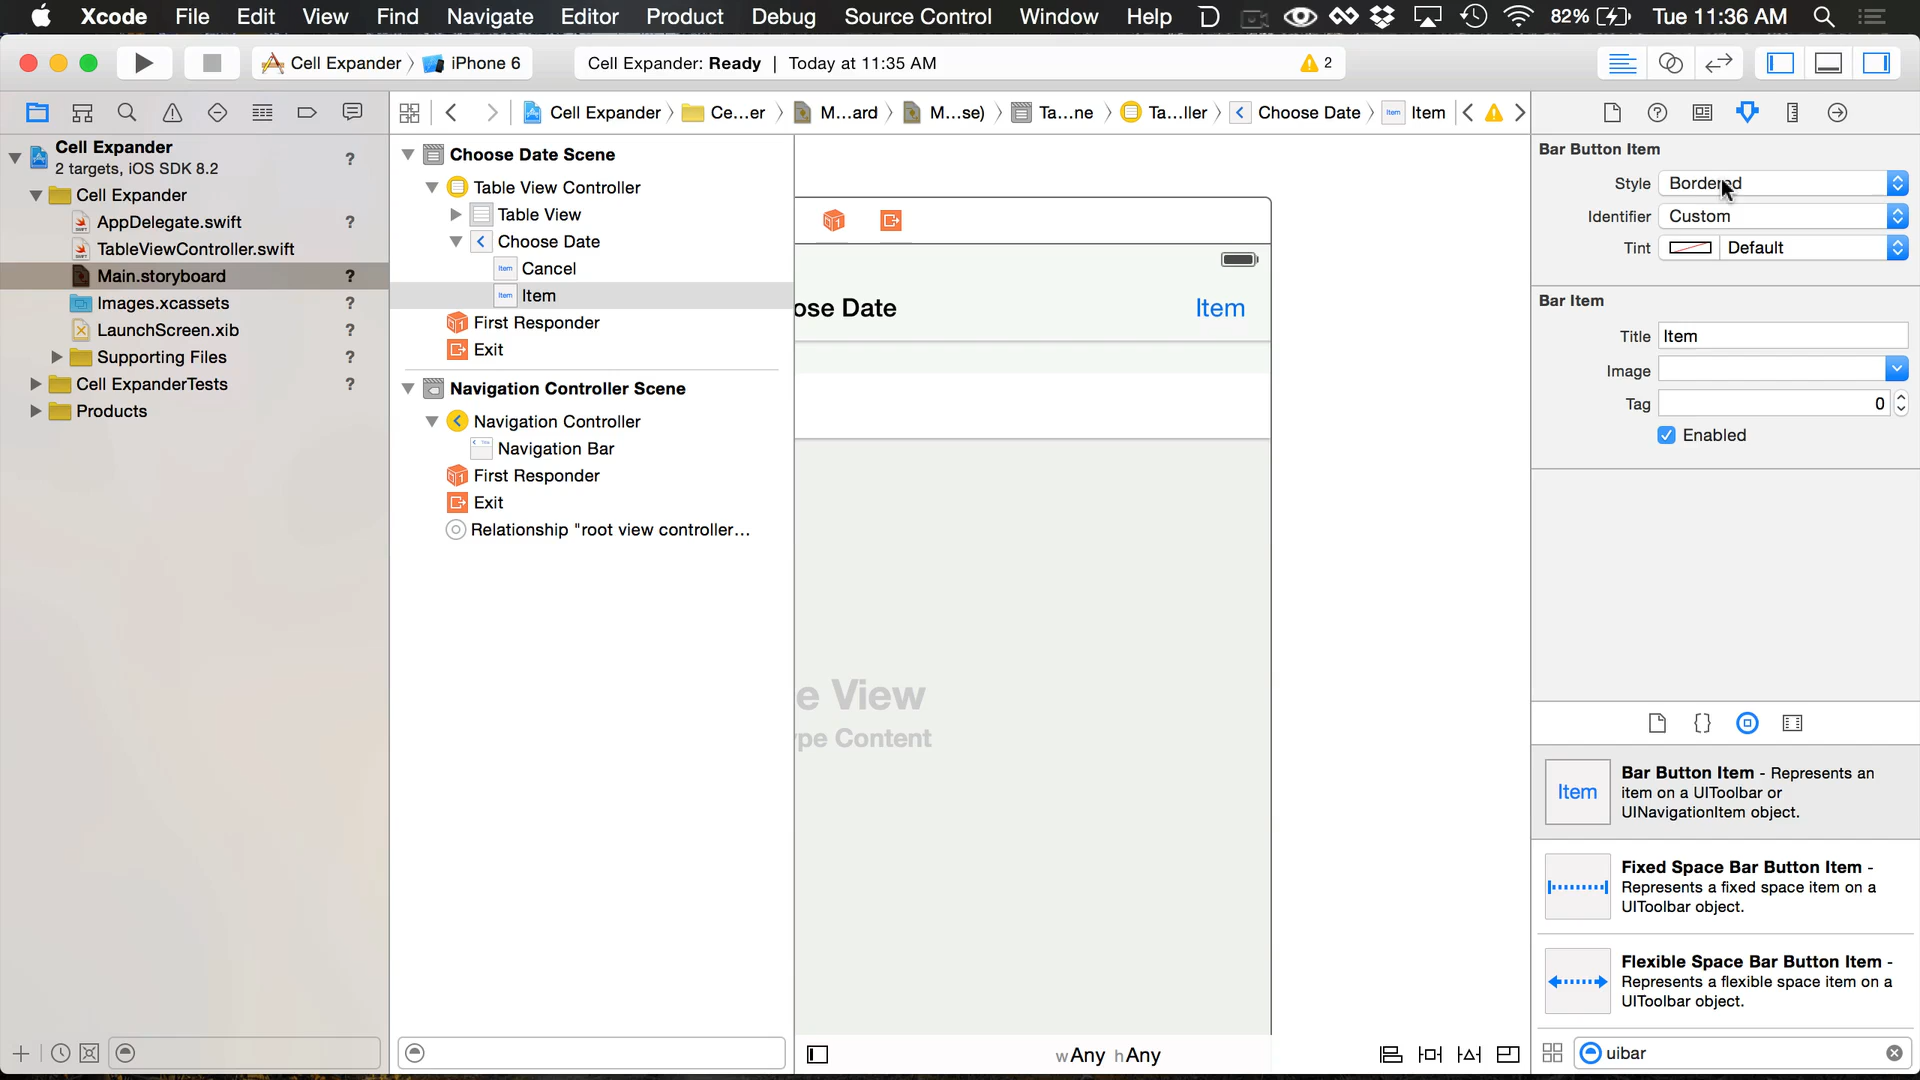 Xcode File Edit View Find Navigate Editor Product Debug Source Control Window Help 82% Tue 11:36 AM
Cell Expander iPhone 6
Cell Expander: Ready | Today at 11:35 AM
2
Cell Expander Ce...er M...ard M...se) Ta...ne Ta...ller Choose Date Item Item
Cell Expander
2 targets, iOS SDK 8.2 ?
Cell Expander
AppDelegate.swift ?
TableViewController.swift
Main.storyboard ?
Images.xcassets ?
LaunchScreen.xib ?
Supporting Files ?
Cell ExpanderTests ?
Products
Choose Date Scene
Table View Controller
Table View
Choose Date
Item Cancel
Item Item
First Responder
Exit
Navigation Controller Scene
Navigation Controller
Navigation Bar
First Responder
Exit
Relationship "root view controller...
ose Date
Item
e View
ype Content
wAny hAny
Bar Button Item
Style Bordered
Identifier Custom
Tint Default
Bar Item
Title Item
Image
Tag 0
Enabled
Item
Bar Button Item - Represents an
item on a UIToolbar or
UINavigationItem object.
Fixed Space Bar Button Item -
Represents a fixed space item on a
UIToolbar object.
Flexible Space Bar Button Item -
Represents a flexible space item on a
UIToolbar object.
uibar